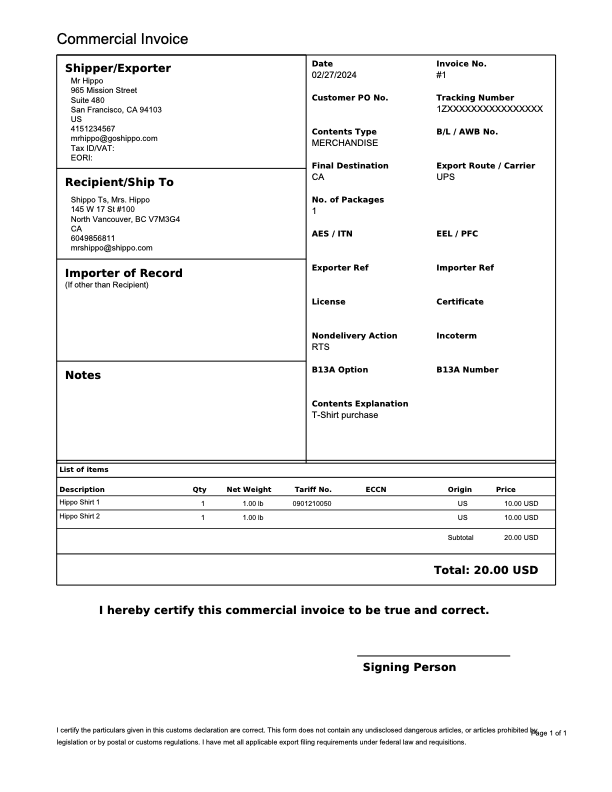 Commercial Invoice
Shipper/Exporter
Mr Hippo
965 Mission Street
Suite 480
San Francisco, CA 94103
US
4151234567
mrhippo@goshippo.com
Tax ID/VAT:
EORI:
Recipient/Ship To
Shippo Ts, Mrs. Hippo
145 W 17 St #100
North Vancouver, BC V7M3G4
CA
6049856811
mrshippo@shippo.com
Importer of Record
(If other than Recipient)
Notes
Date Invoice No.
02/27/2024 #1
Customer PO No. Tracking Number
1ZXXXXXXXXXXXXXXXX
Contents Type B/L / AWB No.
MERCHANDISE
Final Destination Export Route / Carrier
CA UPS
No. of Packages
1
AES / ITN EEL / PFC
Exporter Ref Importer Ref
License Certificate
Nondelivery Action Incoterm
RTS
B13A Option B13A Number
Contents Explanation
T-Shirt purchase
List of items
Description Qty Net Weight Tariff No. ECCN Origin Price
Hippo Shirt 1 1 1.00 lb 0901210050 US 10.00 USD
Hippo Shirt 2 1 1.00 lb US 10.00 USD
Subtotal 20.00 USD
Total: 20.00 USD
I hereby certify this commercial invoice to be true and correct.
Signing Person
I certify the particulars given in this customs declaration are correct. This form does not contain any undisclosed dangerous articles, or articles prohibited by
legislation or by postal or customs regulations. I have met all applicable export filing requirements under federal law and requisitions.
Page 1 of 1